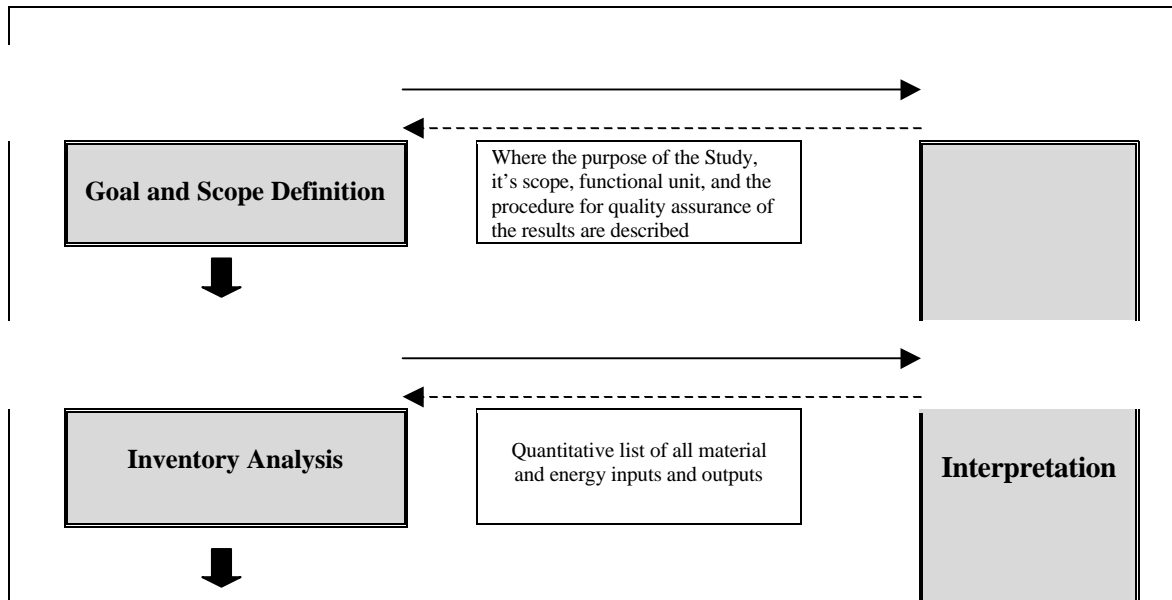 Goal and Scope Definition
Where the purpose of the Study,
it’s scope, functional unit, and the
procedure for quality assurance of
the results are described
Inventory Analysis
Quantitative list of all material
and energy inputs and outputs
Interpretation